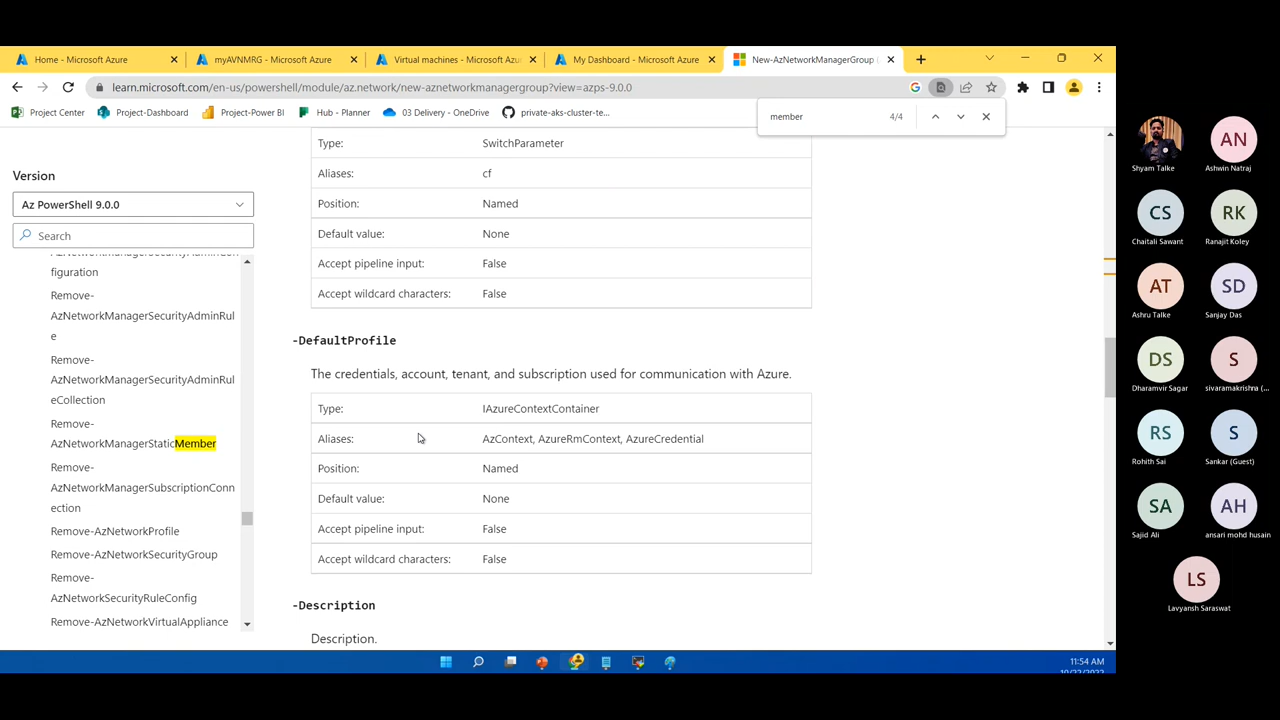 Home - Microsoft Azure
myAVNMRG - Microsoft Azure
Virtual machines - Microsoft Azu
My Dashboard - Microsoft Azure
New-AzNetworkManagerGroup (
learn.microsoft.com/en-us/powershell/module/az.network/new-aznetworkmanagergroup?view=azps-9.0.0
Project Center
Project-Dashboard
Project-Power BI
Hub - Planner
03 Delivery - OneDrive
private-aks-cluster-te...
member 4/4
Version
Az PowerShell 9.0.0
Search
figuration
Remove-
AzNetworkManagerSecurityAdminRul
e
Remove-
AzNetworkManagerSecurityAdminRul
eCollection
Remove-
AzNetworkManagerStaticMember
Remove-
AzNetworkManagerSubscriptionConn
ection
Remove-AzNetworkProfile
Remove-AzNetworkSecurityGroup
Remove-
AzNetworkSecurityRuleConfig
Remove-AzNetworkVirtualAppliance
Type: SwitchParameter
Aliases: cf
Position: Named
Default value: None
Accept pipeline input: False
Accept wildcard characters: False
-DefaultProfile
The credentials, account, tenant, and subscription used for communication with Azure.
Type: IAzureContextContainer
Aliases: AzContext, AzureRmContext, AzureCredential
Position: Named
Default value: None
Accept pipeline input: False
Accept wildcard characters: False
-Description
Description.
11:54 AM
Shyam Talke
AN
Ashwin Natraj
CS
Chaitali Sawant
RK
Ranajit Koley
AT
Ashru Talke
SD
Sanjay Das
DS
Dharamvir Sagar
S
sivaramakrishna (...
RS
Rohith Sai
S
Sankar (Guest)
SA
Sajid Ali
AH
ansari mohd husain
LS
Lavyansh Saraswat